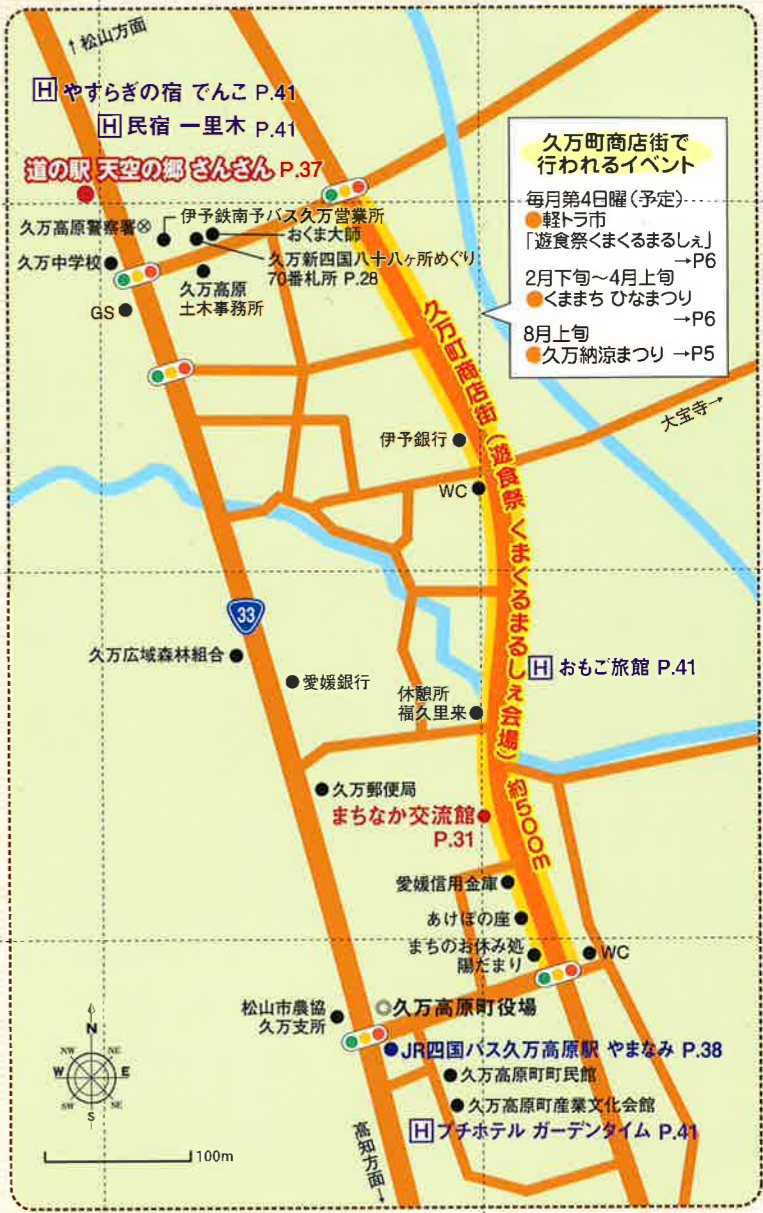 ↑松山方面
H やすらぎの宿 でんこ P.41
H 民宿 一里木 P.41
道の駅 天空の郷 さんさん P.37
久万町商店街で
行われるイベント
毎月第4日曜(予定)
●軽トラ市
「遊食祭くまくるまるしぇ」
→P6
2月下旬〜4月上旬
●くままち ひなまつり
→P6
8月上旬
●久万納涼まつり →P5
伊予鉄南予バス久万営業所
久万高原警察署
おくま大師
久万新四国八十八ヶ所めぐり
70番札所 P.28
久万中学校
久万高原
土木事務所
GS
久万町商店街(遊食祭 くまくるまるしぇ会場) 約500m
大宝寺→
伊予銀行
WC
33
久万広域森林組合
愛媛銀行
H おもご旅館 P.41
休憩所
福久里来
久万郵便局
まちなか交流館
P.31
愛媛信用金庫
あけぼの座
まちのお休み処
陽だまり
WC
松山市農協
久万支所
◎久万高原町役場
JR四国バス久万高原駅 やまなみ P.38
久万高原町町民館
久万高原町産業文化会館
H プチホテル ガーデンタイム P.41
高知方面→
N
NW
NE
W
E
SW
NE
S
100m